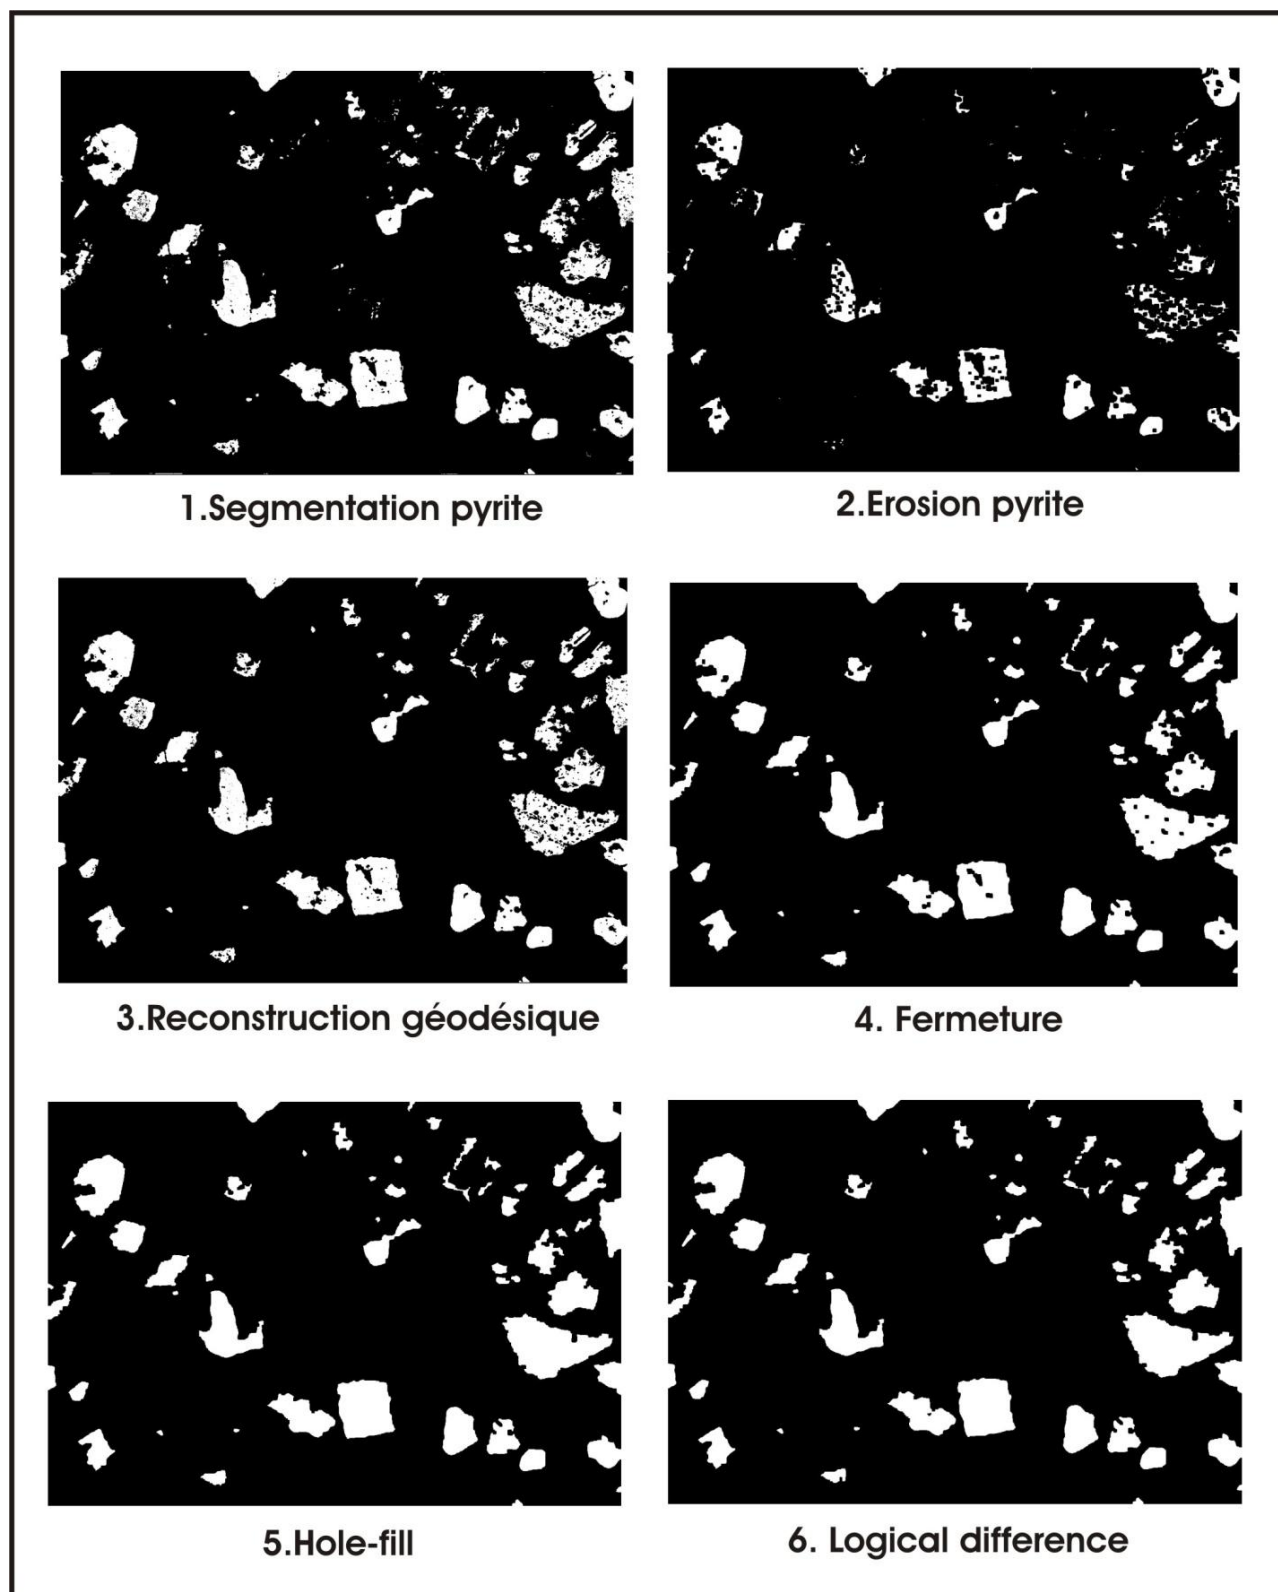 1.Segmentation pyrite
2.Erosion pyrite
3.Reconstruction géodésique
4. Fermeture
5.Hole-fill
6. Logical difference